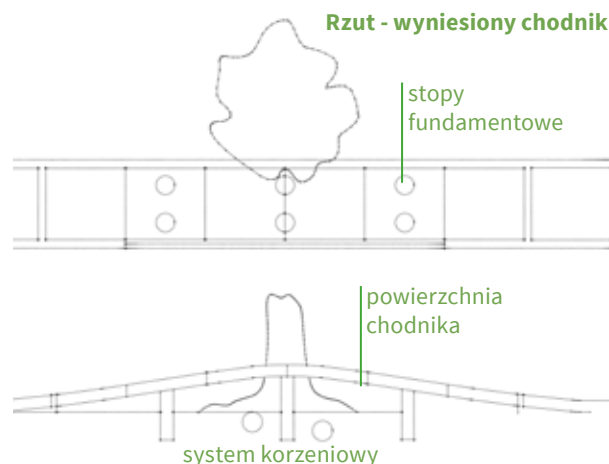 Rzut - wyniesiony chodnik
stopy
fundamentowe
powierzchnia
chodnika
system korzeniowy